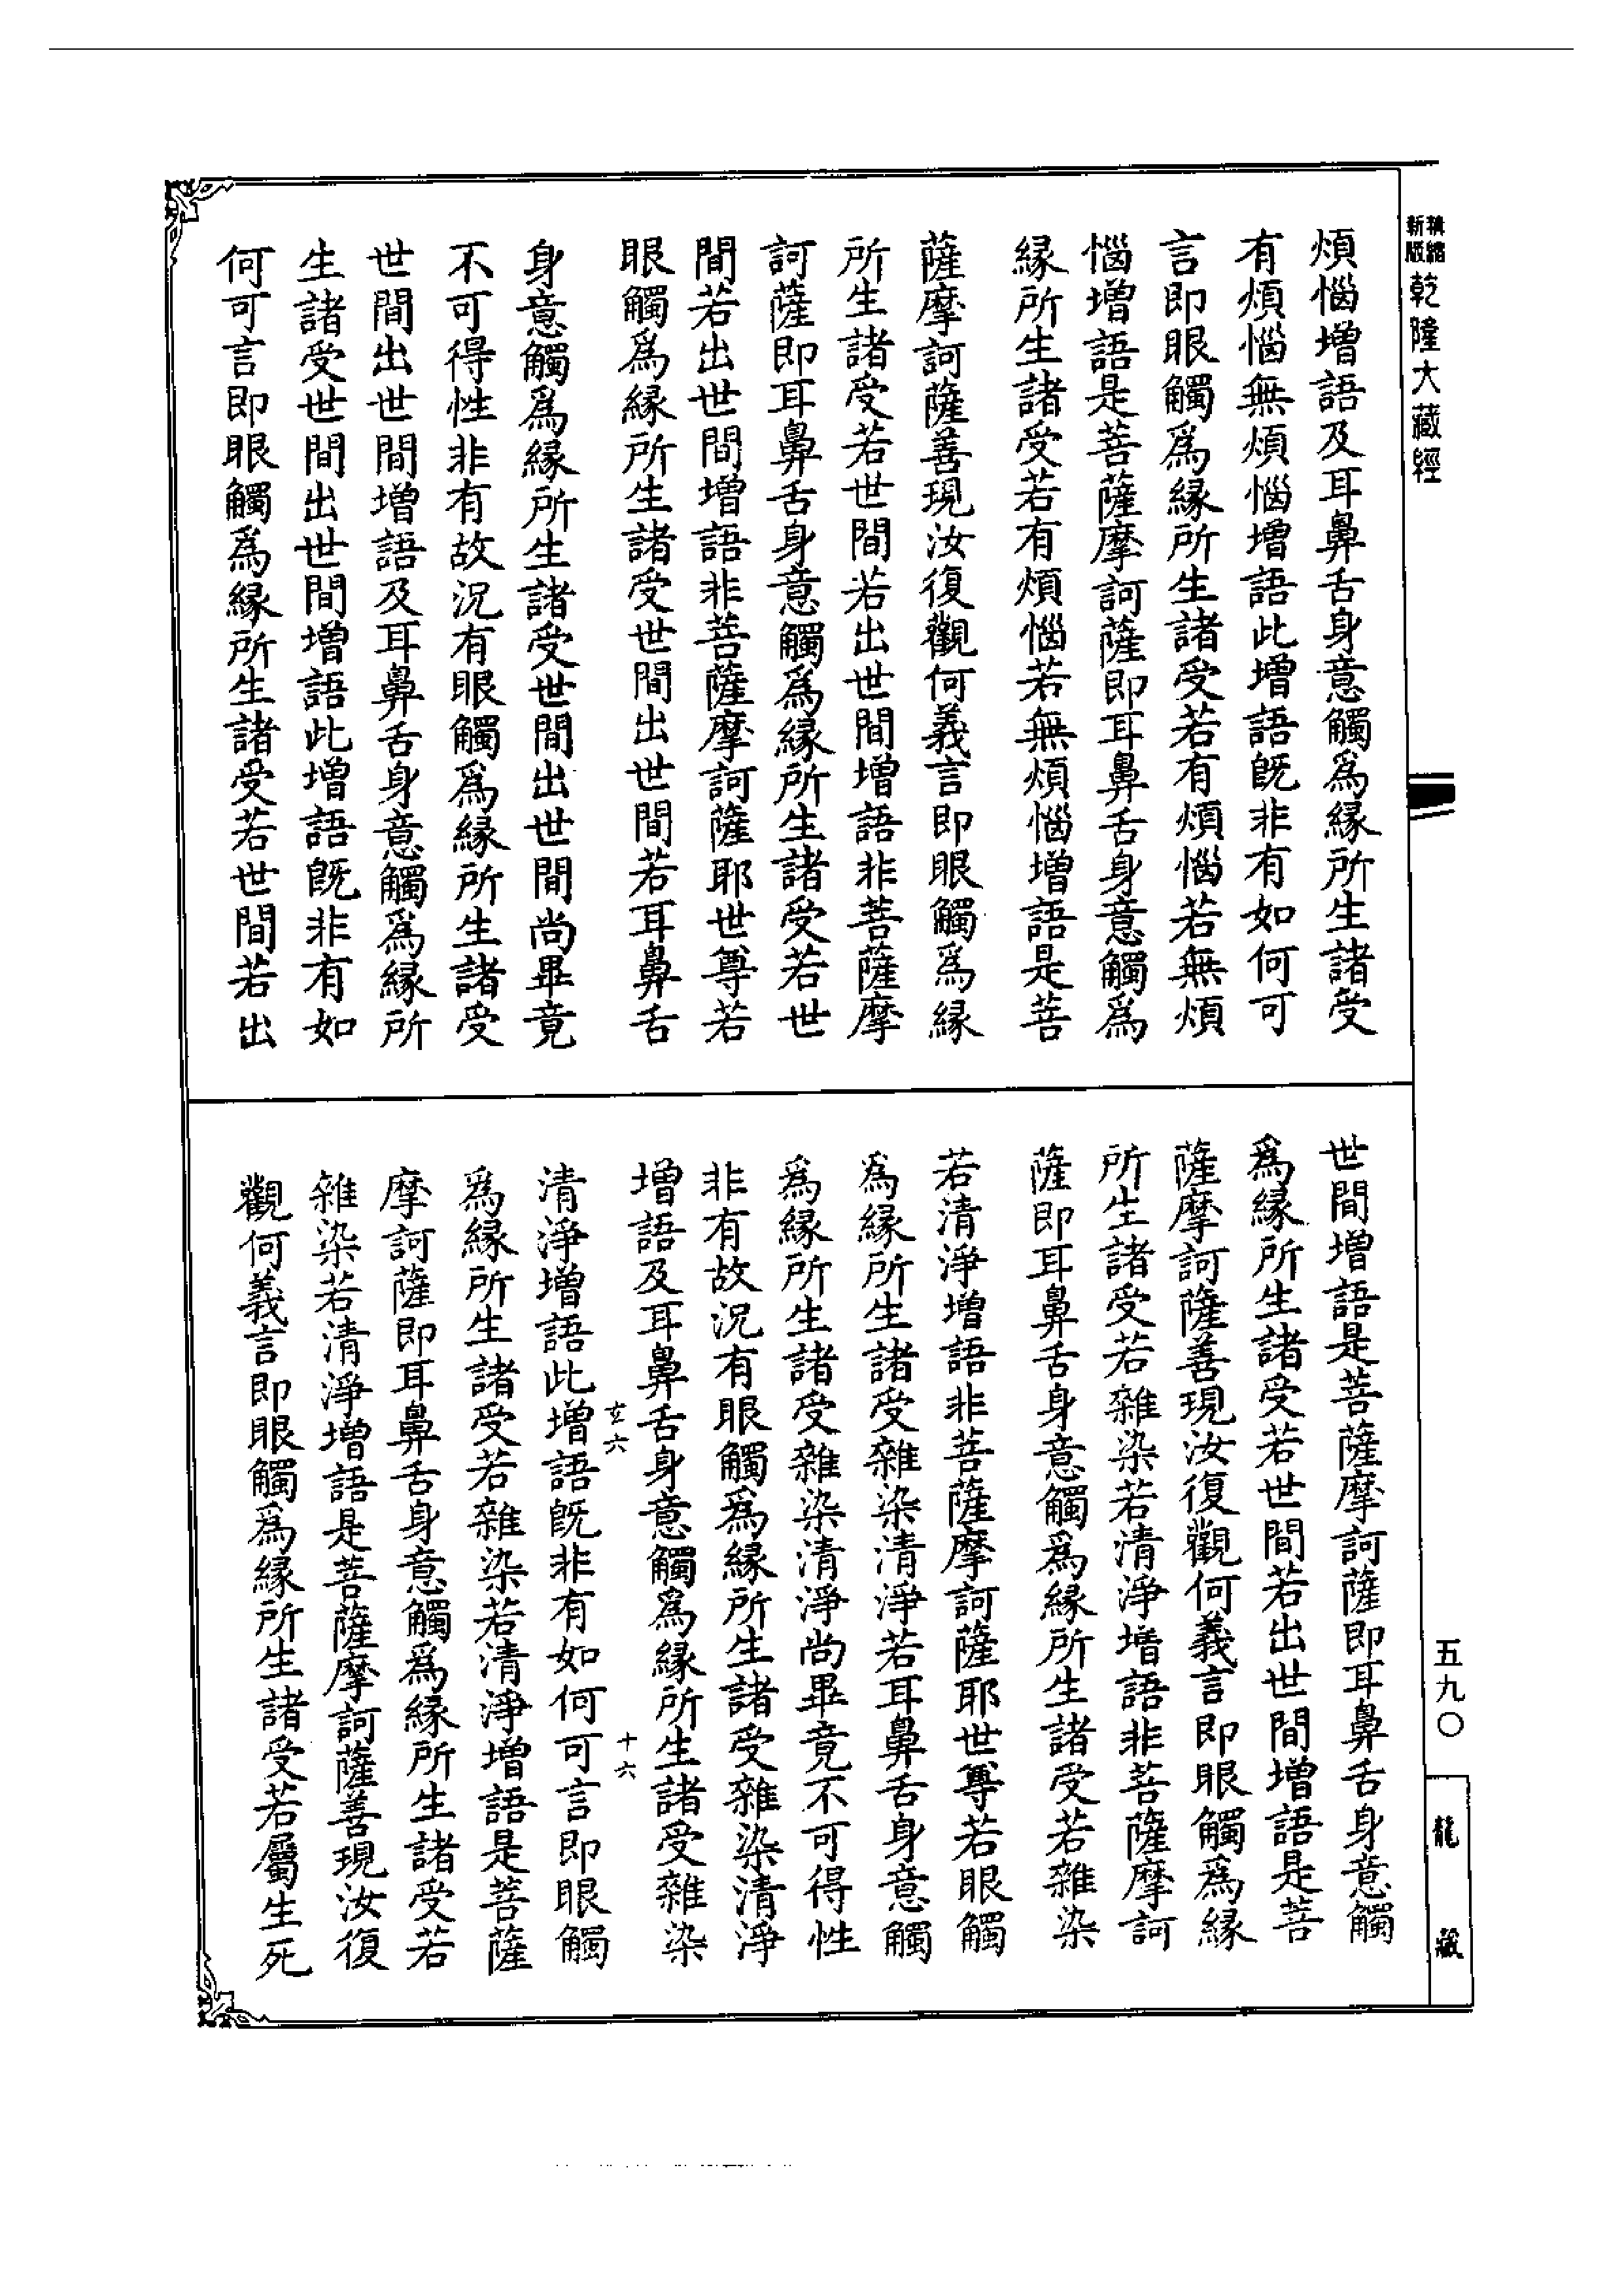 新版
精縮
乾隆大藏經
煩惱增語及耳鼻舌身意觸爲緣所生諸受
有煩惱無煩惱增語此增語旣非有如何可
言即眼觸爲緣所生諸受若有煩惱若無煩
惱增語是菩薩摩訶薩即耳鼻舌身意觸爲
緣所生諸受若有煩惱若無煩惱增語是菩
薩摩訶薩善現汝復觀何義言即眼觸爲緣
所生諸受若世間若出世間增語非菩薩摩
訶薩即耳鼻舌身意觸爲緣所生諸受若世
間若出世間增語非菩薩摩訶薩耶世尊若
眼觸爲緣所生諸受世間出世間若耳鼻舌
身意觸爲緣所生諸受世間出世間尚畢竟
不可得性非有故況有眼觸爲緣所生諸受
世間出世間增語及耳鼻舌身意觸爲緣所
生諸受世間出世間增語此增語旣非有如
何可言即眼觸爲緣所生諸受若世間若出
世間增語是菩薩摩訶薩即耳鼻舌身意觸
爲緣所生諸受若世間若出世間增語是菩
薩摩訶薩善現汝復觀何義言即眼觸爲緣
所生諸受若雜染若清淨增語非菩薩摩訶
薩即耳鼻舌身意觸爲緣所生諸受若雜染
若清淨增語非菩薩摩訶薩耶世尊若眼觸
爲緣所生諸受雜染清淨若耳鼻舌身意觸
爲緣所生諸受雜染清淨尚畢竟不可得性
非有故況有眼觸爲緣所生諸受雜染清淨
增語及耳鼻舌身意觸爲緣所生諸受雜染
六
十六
清淨增語此增語旣非有如何可言即眼觸
爲緣所生諸受若雜染若清淨增語是菩薩
摩訶薩即耳鼻舌身意觸爲緣所生諸受若
雜染若清淨增語是菩薩摩訶薩善現汝復
觀何義言即眼觸爲緣所生諸受若屬生死
五九〇
龍藏